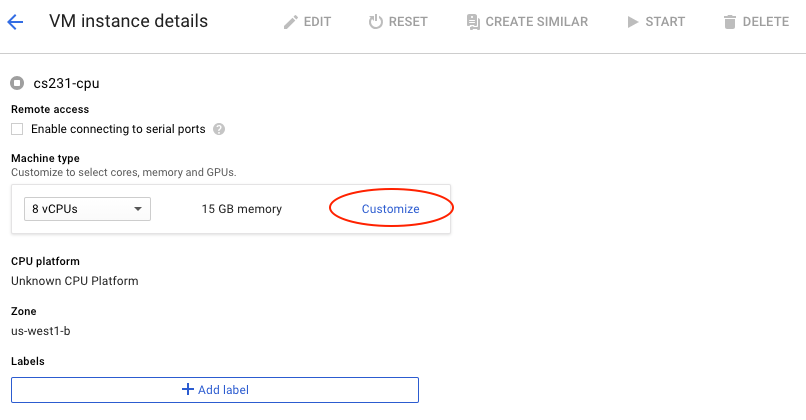 VM instance details EDIT RESET CREATE SIMILAR START DELETE
cs231-cpu
Remote access
Enable connecting to serial ports ?
Machine type
Customize to select cores, memory and GPUs.
8 vCPUs 15 GB memory Customize
CPU platform
Unknown CPU Platform
Zone
us-west1-b
Labels
+ Add label